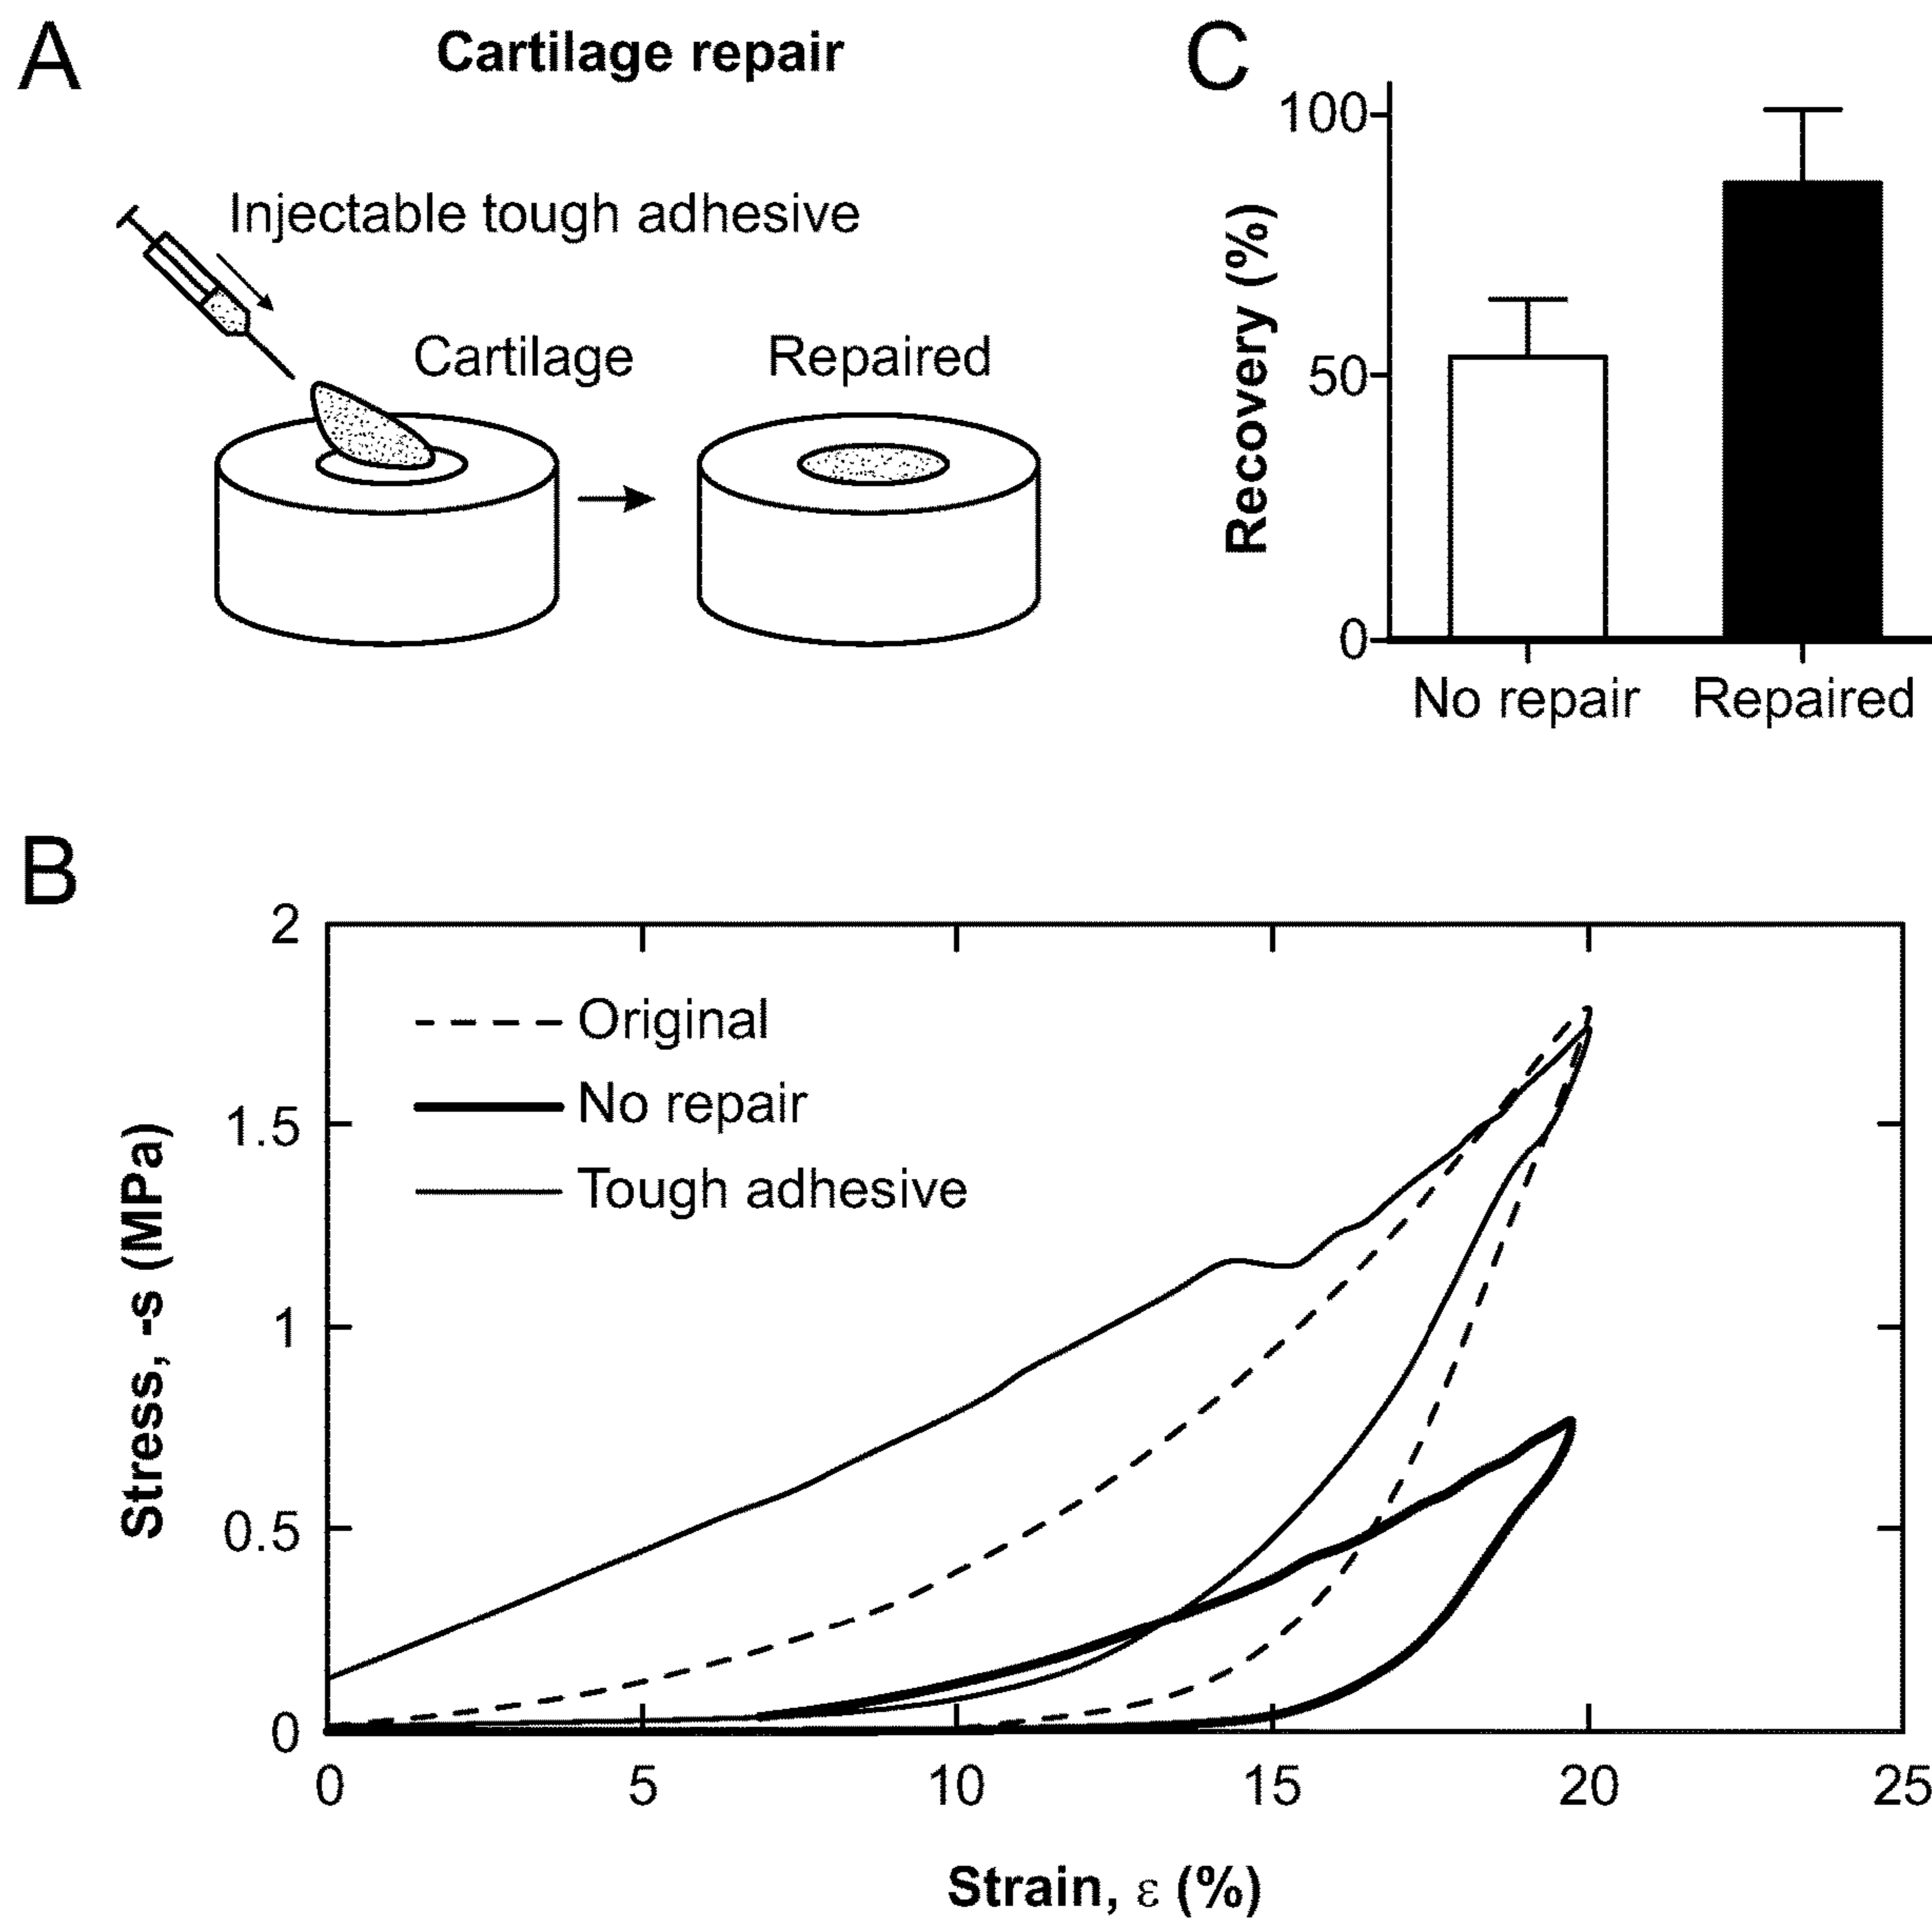 A
Cartilage repair
Injectable tough adhesive
Cartilage
Repaired
C
100
50
0
Recovery (%)
No repair
Repaired
B
2
1.5
1
0.5
0
Stress, -s (MPa)
Original
No repair
Tough adhesive
0 5 10 15 20 25
Strain, ε (%)